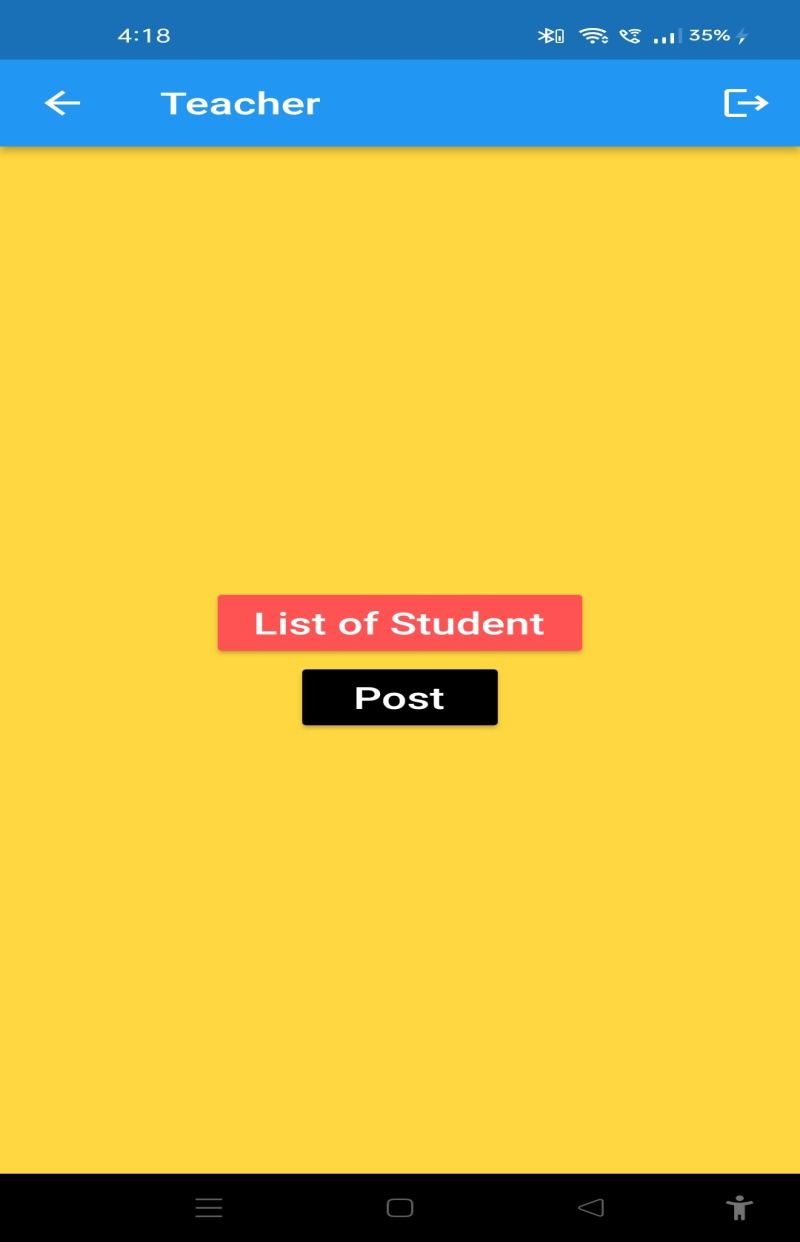 4:18 35%
Teacher
List of Student
Post